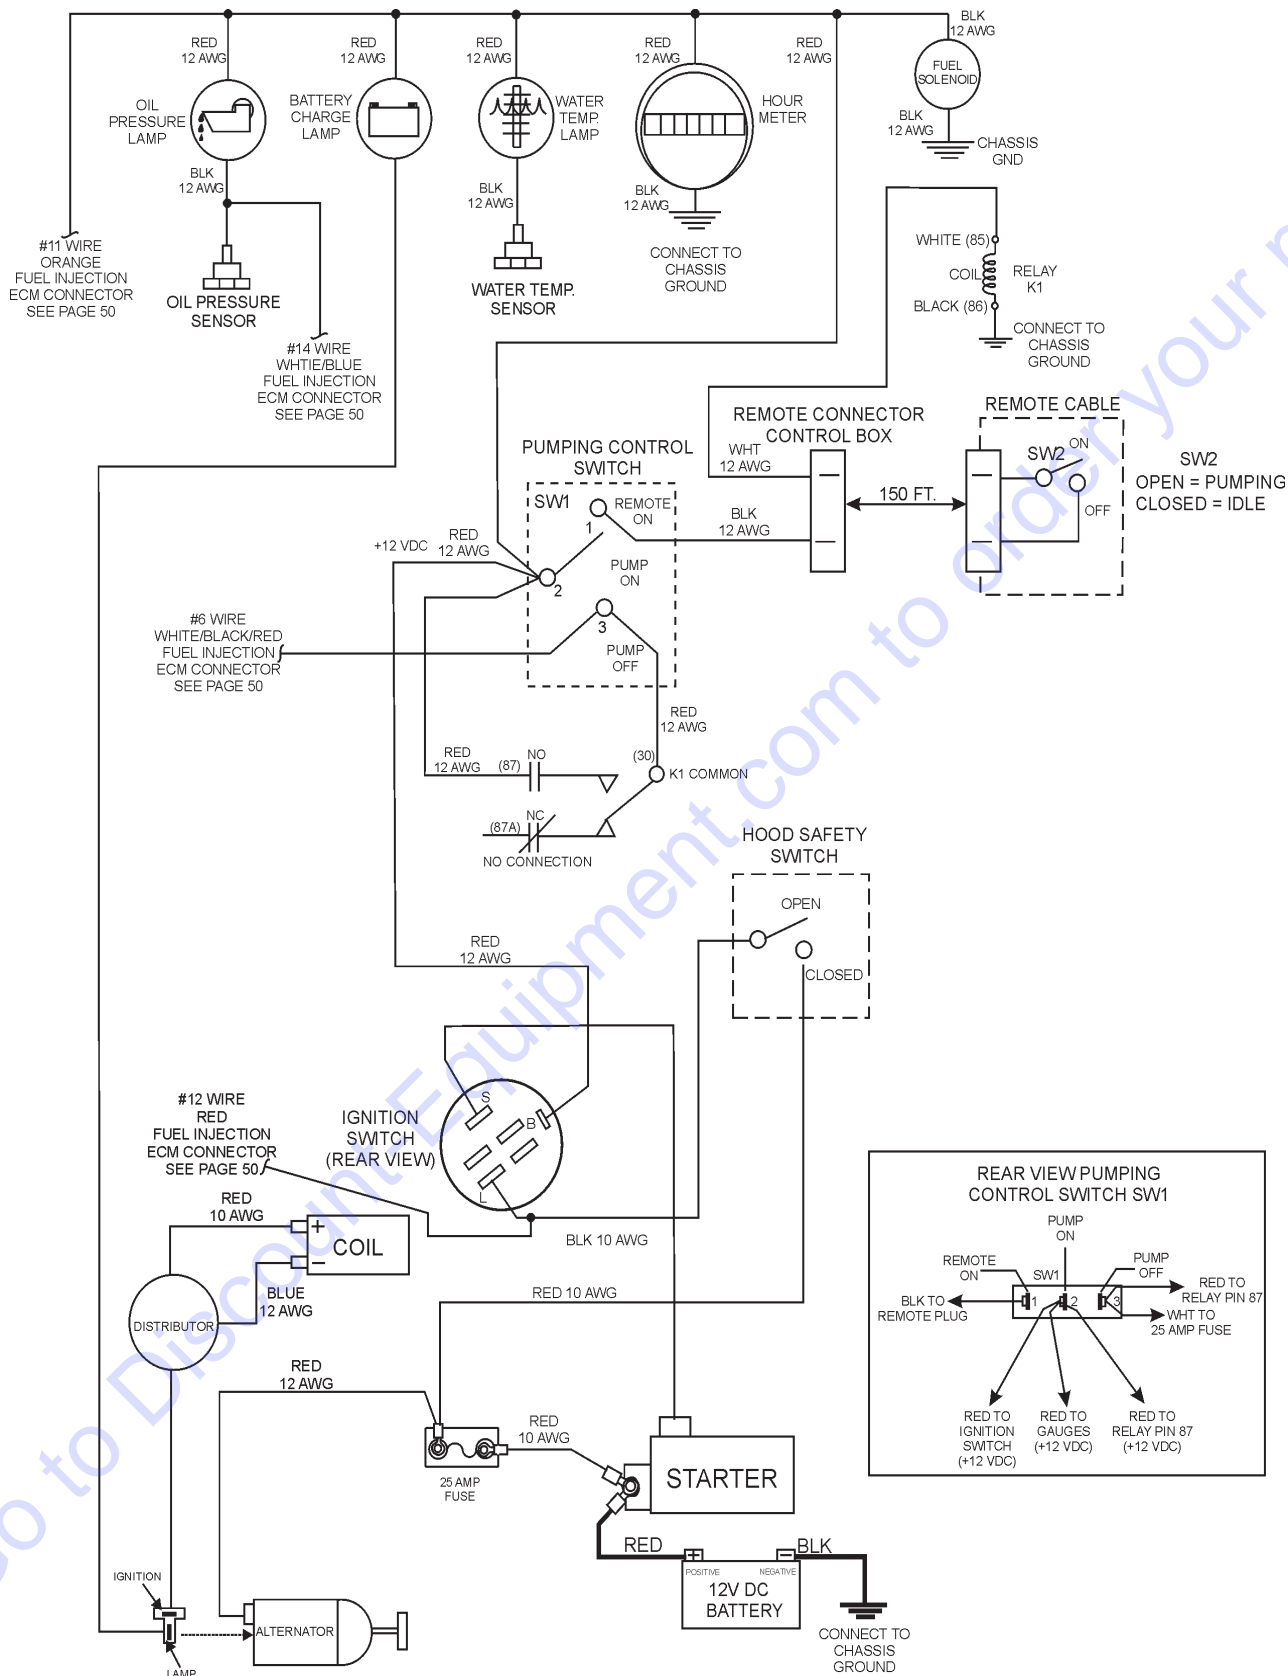 BLK
12 AWG
RED
12 AWG
RED
12 AWG
RED
12 AWG
RED
12 AWG
RED
12 AWG
FUEL
SOLENOID
OIL
PRESSURE
LAMP
BATTERY
CHARGE
LAMP
WATER
TEMP.
LAMP
HOUR
METER
BLK
12 AWG
CHASSIS
GND
BLK
12 AWG
BLK
12 AWG
BLK
12 AWG
#11 WIRE
ORANGE
FUEL INJECTION
ECM CONNECTOR
SEE PAGE 50
OIL PRESSURE
SENSOR
WATER TEMP.
SENSOR
CONNECT TO
CHASSIS
GROUND
WHITE (85)
COIL
RELAY
K1
BLACK (86)
CONNECT TO
CHASSIS
GROUND
#14 WIRE
WHTIE/BLUE
FUEL INJECTION
ECM CONNECTOR
SEE PAGE 50
REMOTE CONNECTOR
CONTROL BOX
REMOTE CABLE
PUMPING CONTROL
SWITCH
WHT
12 AWG
SW2
ON
OFF
SW2
OPEN = PUMPING
CLOSED = IDLE
150 FT.
SW1
REMOTE
ON
1
BLK
12 AWG
+12 VDC
RED
12 AWG
PUMP
ON
2
3
PUMP
OFF
#6 WIRE
WHITE/BLACK/RED
FUEL INJECTION
ECM CONNECTOR
SEE PAGE 50
RED
12 AWG
RED
12 AWG
(87)
NO
(30)
K1 COMMON
(87A)
NC
NO CONNECTION
HOOD SAFETY
SWITCH
OPEN
CLOSED
RED
12 AWG
#12 WIRE
RED
FUEL INJECTION
ECM CONNECTOR
SEE PAGE 50
IGNITION
SWITCH
(REAR VIEW)
S
B
L
RED
10 AWG
+
COIL
−
BLK 10 AWG
BLUE
12 AWG
RED 10 AWG
DISTRIBUTOR
REAR VIEW PUMPING
CONTROL SWITCH SW1
PUMP
ON
REMOTE
ON
SW1
PUMP
OFF
1
2
3
BLK TO
REMOTE PLUG
RED TO
RELAY PIN 87
WHT TO
25 AMP FUSE
RED TO
IGNITION
SWITCH
(+12 VDC)
RED TO
GAUGES
(+12 VDC)
RED TO
RELAY PIN 87
(+12 VDC)
RED
12 AWG
RED
10 AWG
25 AMP
FUSE
STARTER
RED
+
−
BLK
POSITIVE
NEGATIVE
12V DC
BATTERY
CONNECT TO
CHASSIS
GROUND
IGNITION
ALTERNATOR
LAMP
Go to Discount-Equipment.com to order your